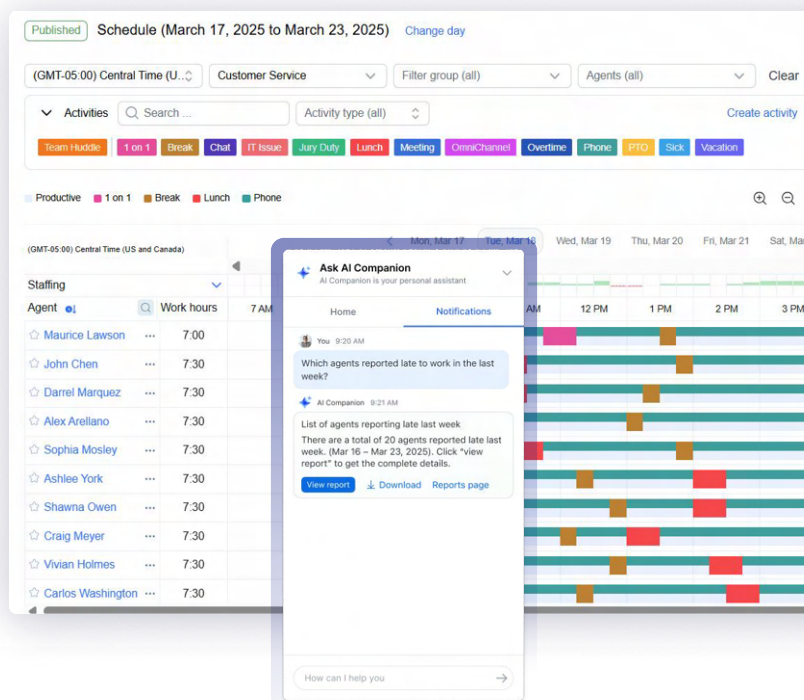 Published Schedule (March 17, 2025 to March 23, 2025) Change day
(GMT-05:00) Central Time (U... Customer Service Filter group (all) Agents (all) Clear
Activities Search ... Activity type (all) Create activity
Team Huddle 1 on 1 Break Chat IT Issue Jury Duty Lunch Meeting OmniChannel Overtime Phone PTO Sick Vacation
Productive 1 on 1 Break Lunch Phone
Mon, Mar 17 Tue, Mar 18 Wed, Mar 19 Thu, Mar 20 Fri, Mar 21 Sat, Mar
(GMT-05:00) Central Time (US and Canada)
Staffing
Agent Work hours 7 AM AM 12 PM 1 PM 2 PM 3 PM
Maurice Lawson ... 7:00
John Chen ... 7:30
Darrel Marquez ... 7:30
Alex Arellano ... 7:30
Sophia Mosley ... 7:30
Ashlee York ... 7:30
Shawna Owen ... 7:30
Craig Meyer ... 7:30
Vivian Holmes ... 7:30
Carlos Washington ... 7:30
Ask AI Companion
AI Companion is your personal assistant
Home Notifications
You 9:20 AM
Which agents reported late to work in the last
week?
AI Companion 9:21 AM
List of agents reporting late last week
There are a total of 20 agents reported late last
week. (Mar 16 – Mar 23, 2025). Click "view
report" to get the complete details.
View report Download Reports page
How can I help you